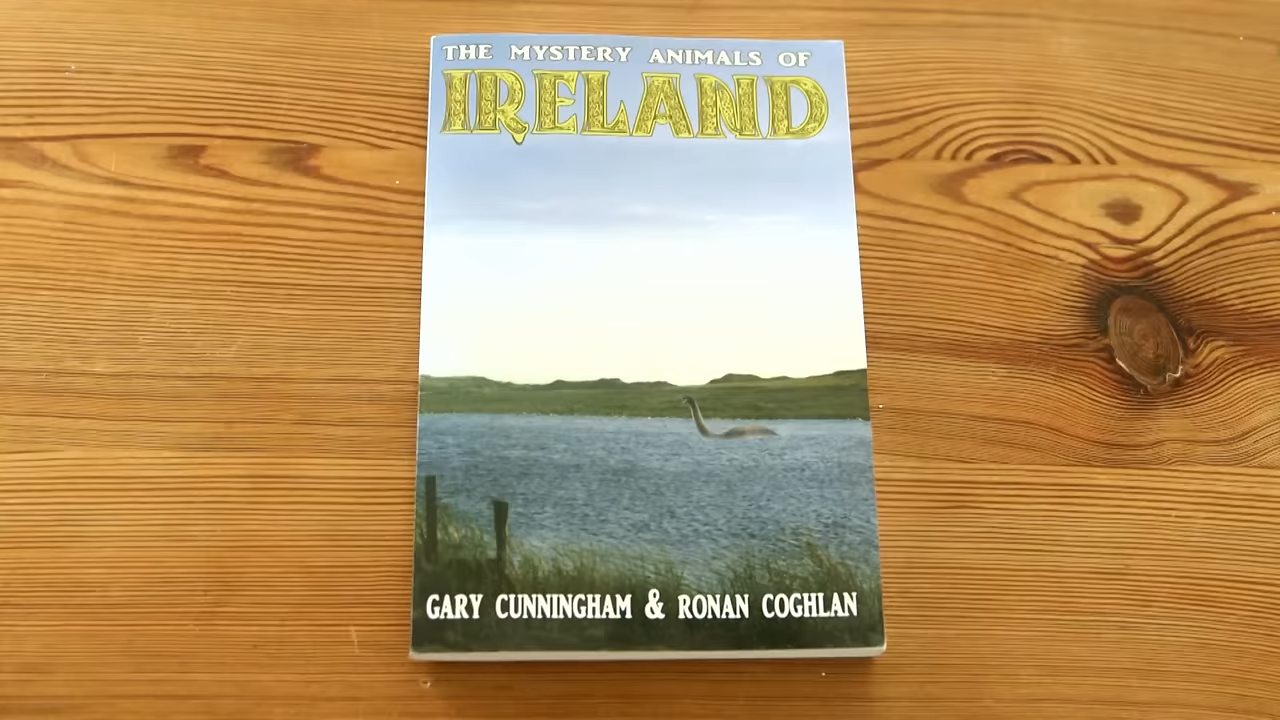 THE MYSTERY ANIMALS OF
IRELAND
GARY CUNNINGHAM & RONAN COGHLAN